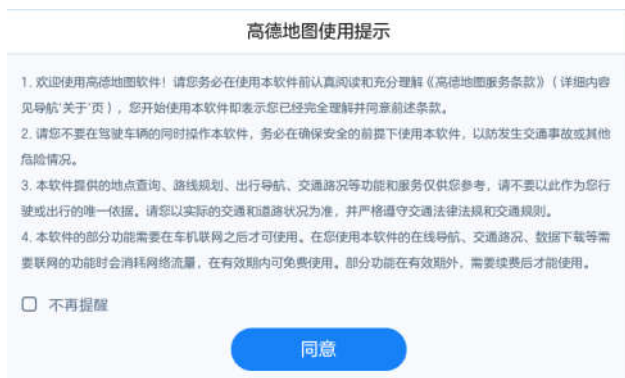 高德地图使用提示
1. 欢迎使用高德地图软件！请您务必在使用本软件前认真阅读和充分理解《高德地图服务条款》（详细内容
见导航‘关于’页），您开始使用本软件即表示您已经完全理解并同意前述条款。
2. 请您不要在驾驶车辆的同时操作本软件，务必在确保安全的前提下使用本软件，以防发生交通事故或其他
危险情况。
3. 本软件提供的地点查询、路线规划、出行导航、交通路况等功能和服务仅供您参考，请不要以此作为您行
驶或出行的唯一依据。请您以实际的交通和道路状况为准，并严格遵守交通法律法规和交通规则。
4. 本软件的部分功能需要在车机联网之后才可使用。在您使用本软件的在线导航、交通路况、数据下载等需
要联网的功能时会消耗网络流量，在有效期内可免费使用。部分功能在有效期外，需要续费后才能使用。
不再提醒
同意